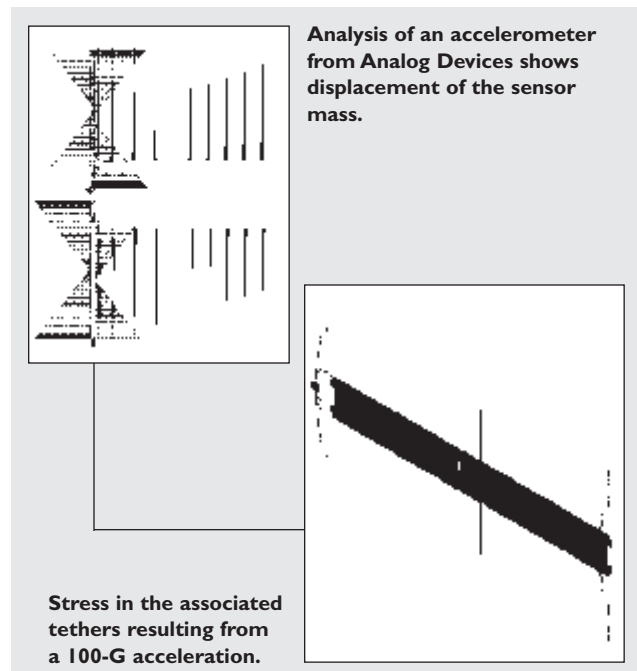 Analysis of an accelerometer
from Analog Devices shows
displacement of the sensor
mass.
Stress in the associated
tethers resulting from
a 100-G acceleration.